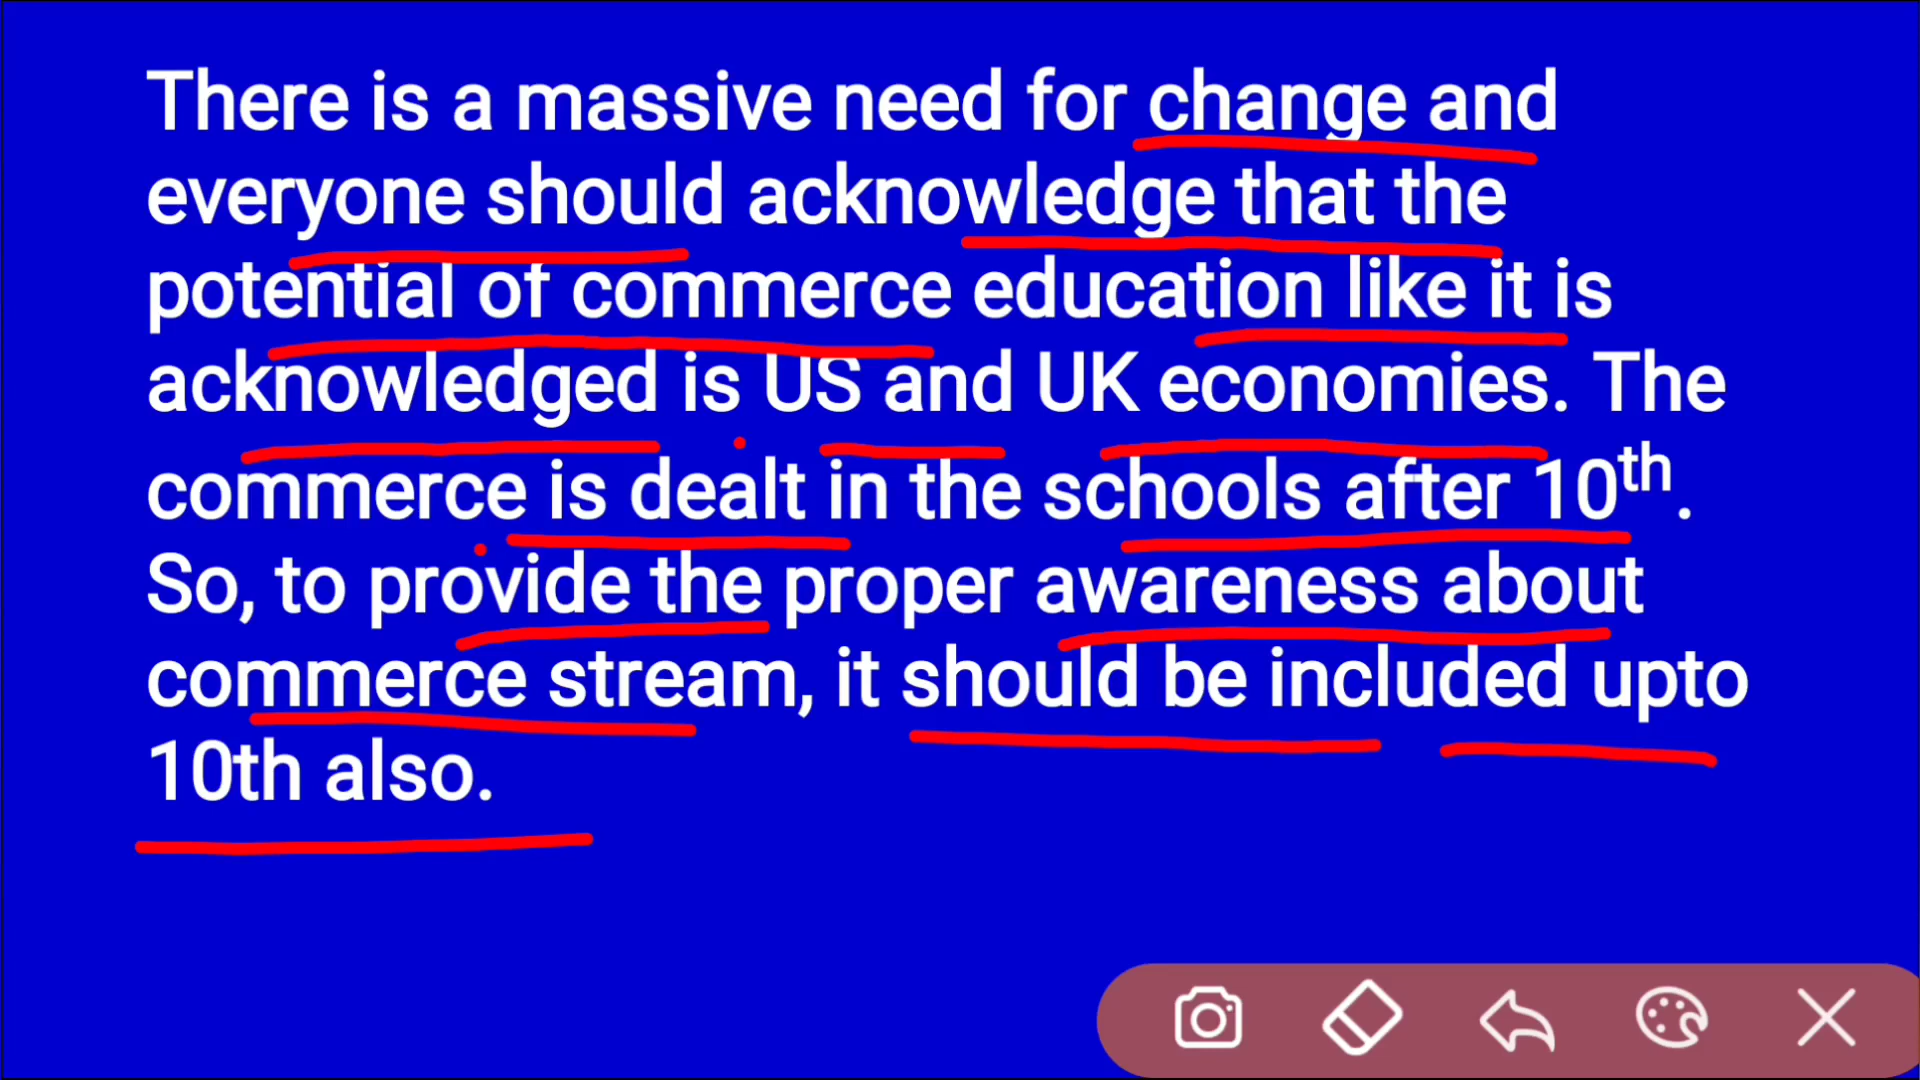 There is a massive need for change and
everyone should acknowledge that the
potential of commerce education like it is
acknowledged is US and UK economies. The
commerce is dealt in the schools after 10th.
So, to provide the proper awareness about
commerce stream, it should be included upto
10th also.